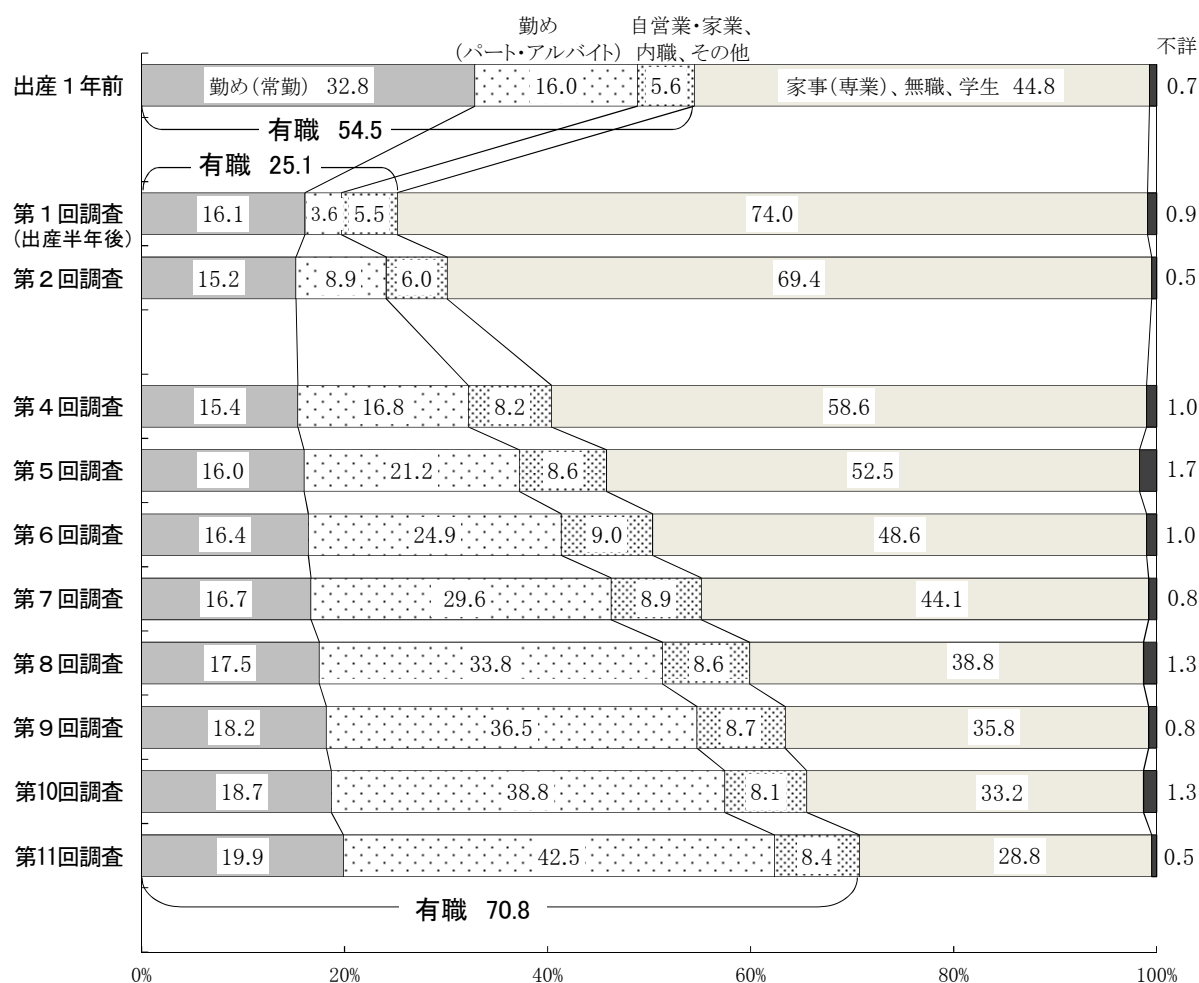 勤め
(パート・アルバイト)
自営業・家業、
内職、その他
不詳
出産１年前 勤め(常勤) 32.8 16.0 5.6 家事(専業)、無職、学生 44.8 0.7
有職 54.5
有職 25.1
第１回調査 16.1 3.6 5.5 74.0 0.9
(出産半年後)
第２回調査 15.2 8.9 6.0 69.4 0.5
第４回調査 15.4 16.8 8.2 58.6 1.0
第５回調査 16.0 21.2 8.6 52.5 1.7
第６回調査 16.4 24.9 9.0 48.6 1.0
第７回調査 16.7 29.6 8.9 44.1 0.8
第８回調査 17.5 33.8 8.6 38.8 1.3
第９回調査 18.2 36.5 8.7 35.8 0.8
第10回調査 18.7 38.8 8.1 33.2 1.3
第11回調査 19.9 42.5 8.4 28.8 0.5
有職 70.8
0% 20% 40% 60% 80% 100%